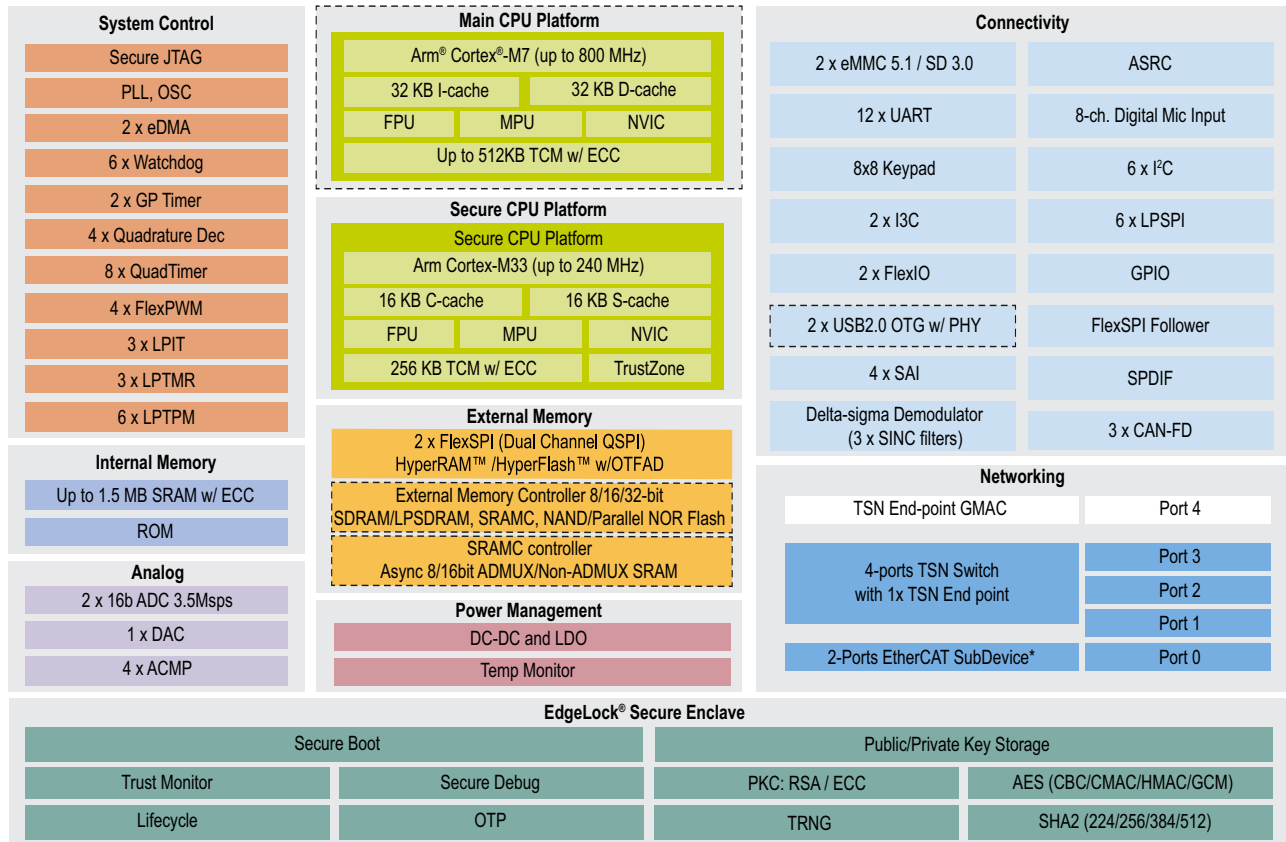 System Control
Secure JTAG
PLL, OSC
2 x eDMA
6 x Watchdog
2 x GP Timer
4 x Quadrature Dec
8 x QuadTimer
4 x FlexPWM
3 x LPIT
3 x LPTMR
6 x LPTPM
Internal Memory
Up to 1.5 MB SRAM w/ ECC
ROM
Analog
2 x 16b ADC 3.5Msps
1 x DAC
4 x ACMP
Main CPU Platform
Arm® Cortex®-M7 (up to 800 MHz)
32 KB I-cache
32 KB D-cache
FPU
MPU
NVIC
Up to 512KB TCM w/ ECC
Secure CPU Platform
Secure CPU Platform
Arm Cortex-M33 (up to 240 MHz)
16 KB C-cache
16 KB S-cache
FPU
MPU
NVIC
256 KB TCM w/ ECC
TrustZone
External Memory
2 x FlexSPI (Dual Channel QSPI)
HyperRAM™ /HyperFlash™ w/OTFAD
External Memory Controller 8/16/32-bit
SDRAM/LPSDRAM, SRAMC, NAND/Parallel NOR Flash
SRAMC controller
Async 8/16bit ADMUX/Non-ADMUX SRAM
Power Management
DC-DC and LDO
Temp Monitor
Connectivity
2 x eMMC 5.1 / SD 3.0
ASRC
12 x UART
8-ch. Digital Mic Input
8x8 Keypad
6 x I²C
2 x I3C
6 x LPSPI
2 x FlexIO
GPIO
2 x USB2.0 OTG w/ PHY
FlexSPI Follower
4 x SAI
SPDIF
Delta-sigma Demodulator
(3 x SINC filters)
3 x CAN-FD
Networking
TSN End-point GMAC
Port 4
4-ports TSN Switch
with 1x TSN End point
Port 3
Port 2
Port 1
2-Ports EtherCAT SubDevice*
Port 0
EdgeLock® Secure Enclave
Secure Boot
Public/Private Key Storage
Trust Monitor
Secure Debug
PKC: RSA / ECC
AES (CBC/CMAC/HMAC/GCM)
Lifecycle
OTP
TRNG
SHA2 (224/256/384/512)